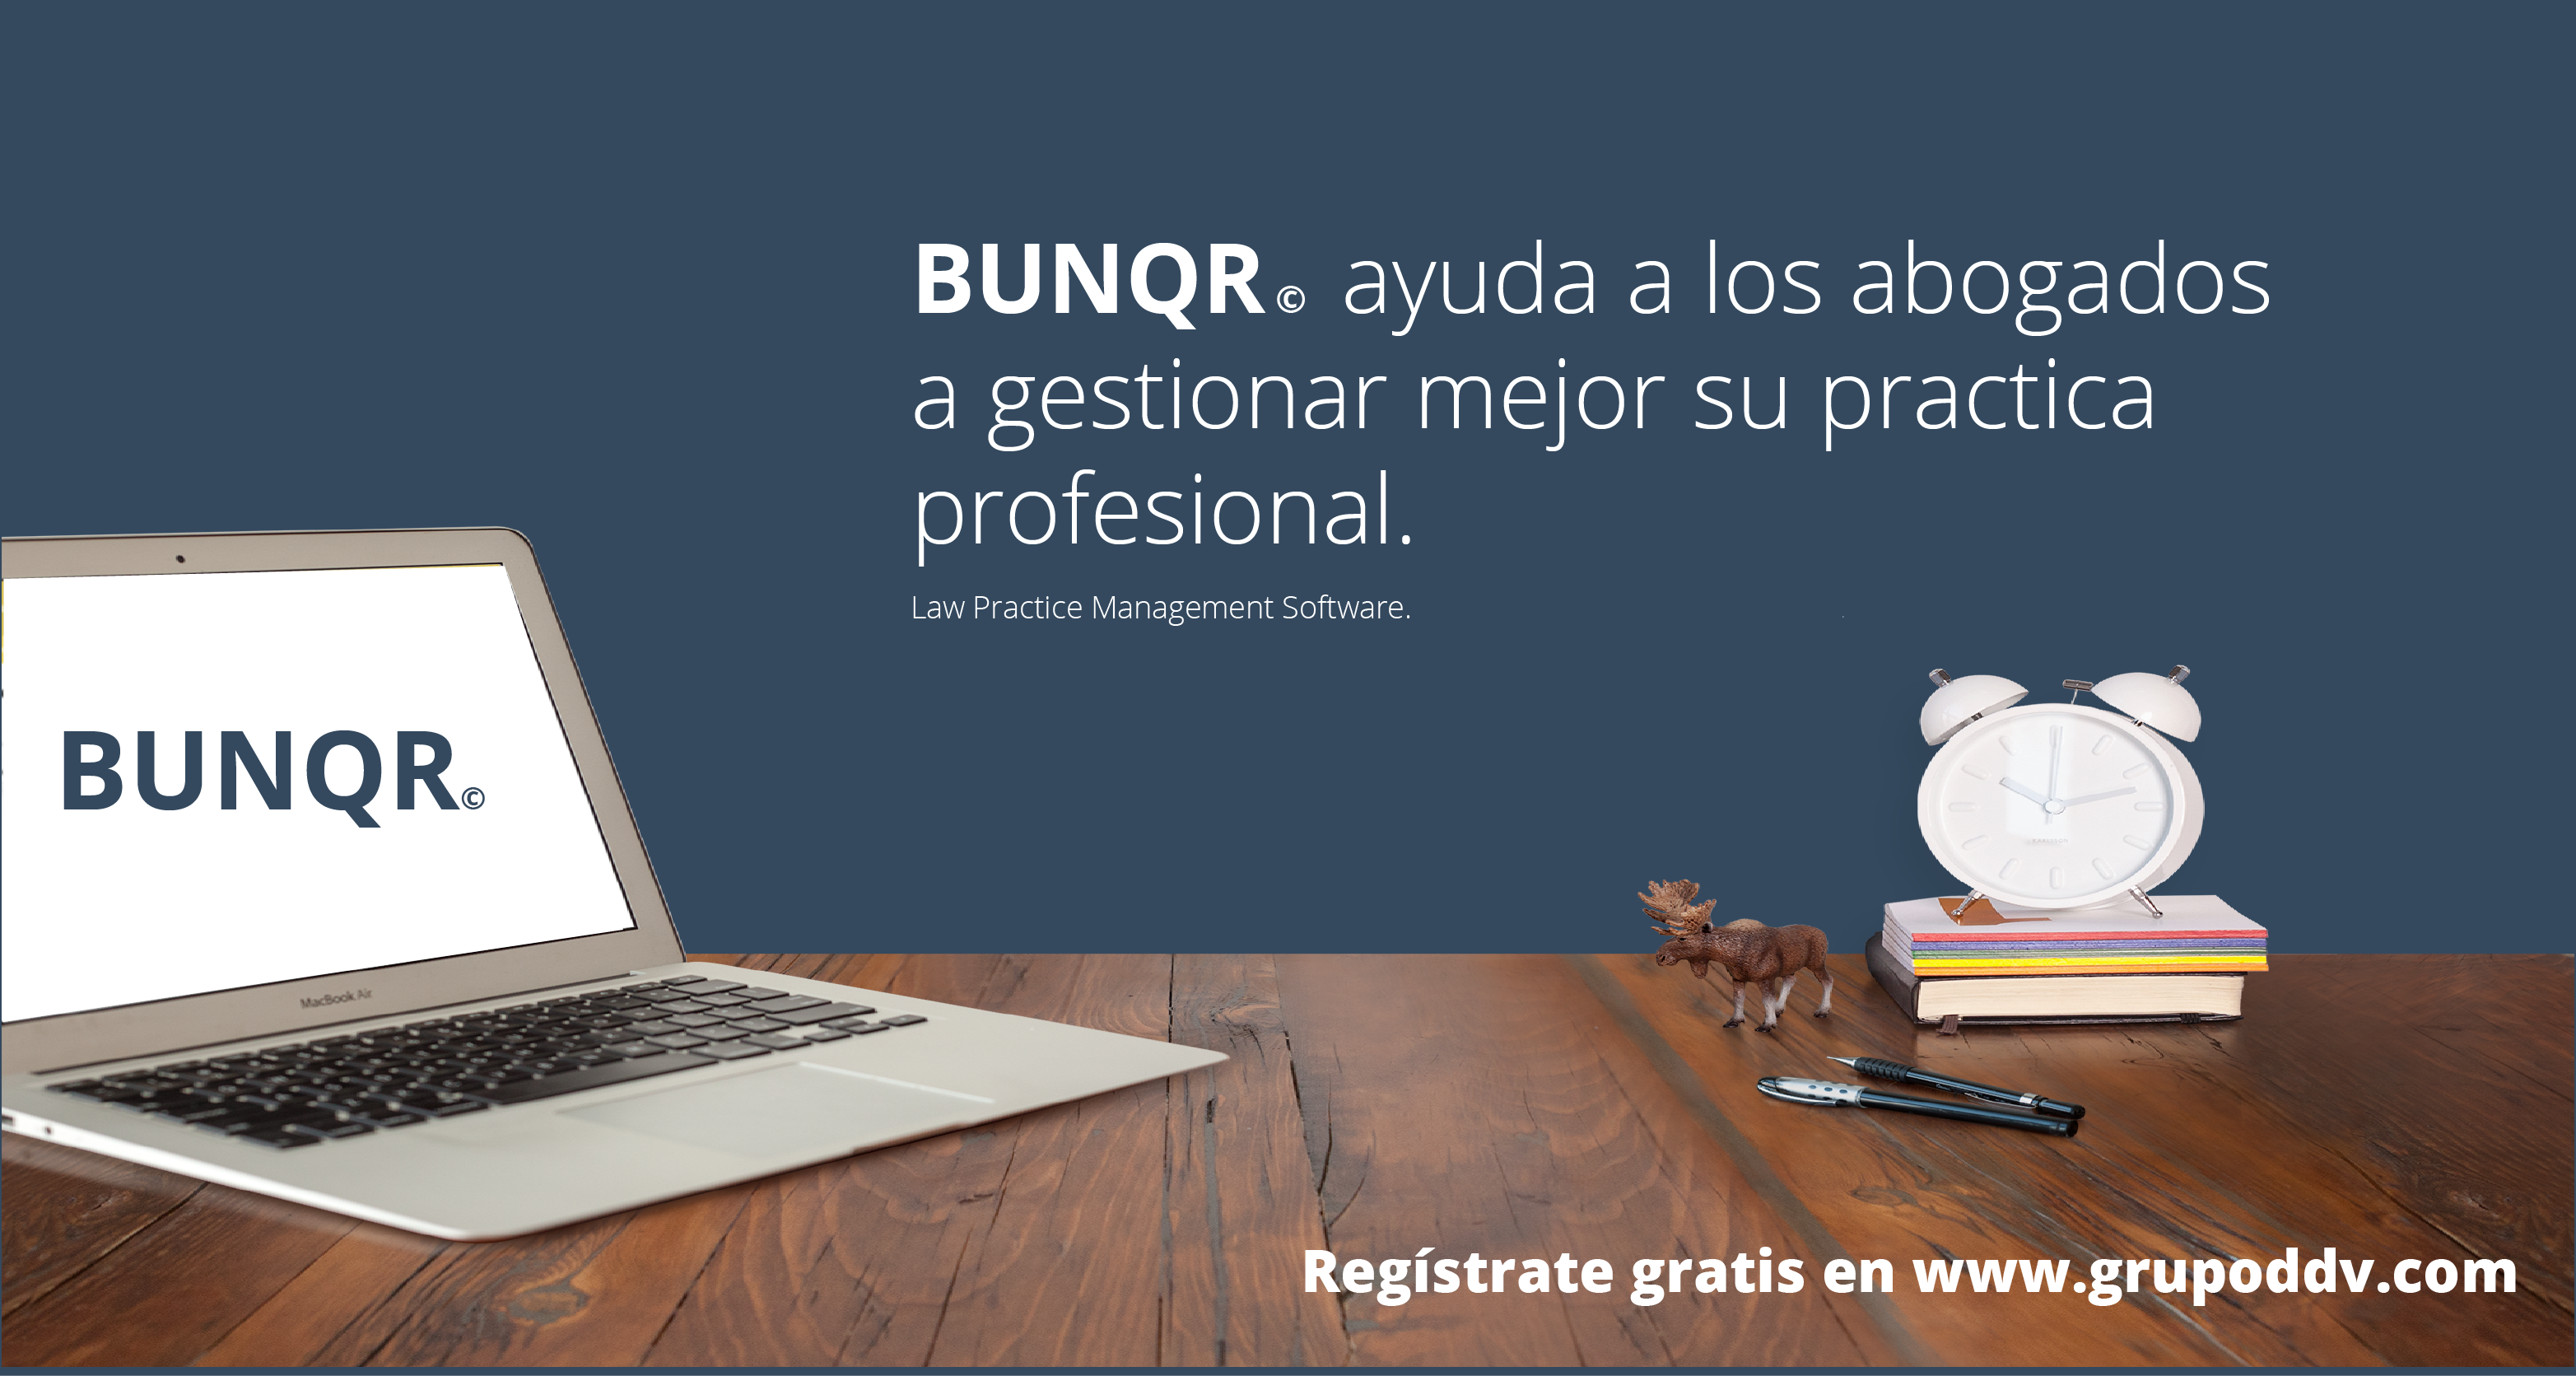 BUNQR© ayuda a los abogados
a gestionar mejor su practica
profesional.
Law Practice Management Software.
BUNQR©
MacBook Air
KARLSSON
Regístrate gratis en www.grupoddv.com